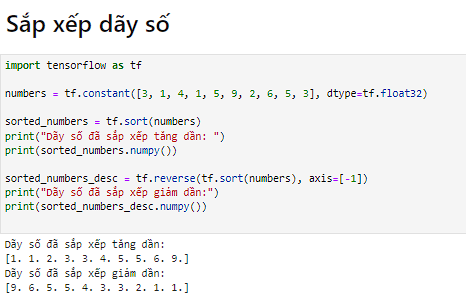 Sắp xếp dãy số
import tensorflow as tf
numbers = tf.constant([3, 1, 4, 1, 5, 9, 2, 6, 5, 3], dtype=tf.float32)
sorted_numbers = tf.sort(numbers)
print("Dãy số đã sắp xếp tăng dần: ")
print(sorted_numbers.numpy())
sorted_numbers_desc = tf.reverse(tf.sort(numbers), axis=[-1])
print("Dãy số đã sắp xếp giảm dần:")
print(sorted_numbers_desc.numpy())
Dãy số đã sắp xếp tăng dần:
[1. 1. 2. 3. 3. 4. 5. 5. 6. 9.]
Dãy số đã sắp xếp giảm dần:
[9. 6. 5. 5. 4. 3. 3. 2. 1. 1.]